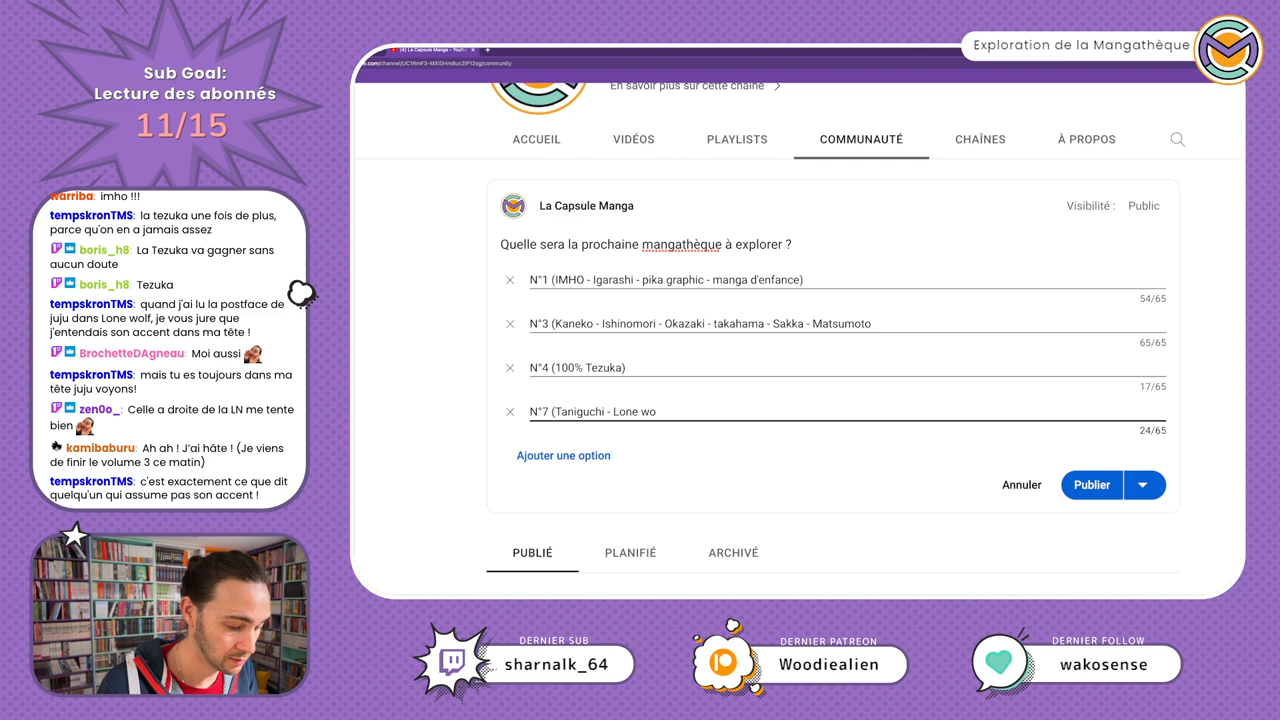 Sub Goal:
Lecture des abonnés
11/15
warriba: imho !!!
tempskronTMS: la tezuka une fois de plus,
parce qu'on en a jamais assez
boris_h8: La Tezuka va gagner sans
aucun doute
boris_h8: Tezuka
tempskronTMS: quand j'ai lu la postface de
juju dans Lone wolf, je vous jure que
j'entendais son accent dans ma tête !
BrochetteDAgneau: Moi aussi
tempskronTMS: mais tu es toujours dans ma
tête juju voyons!
zen0o_: Celle a droite de la LN me tente
bien
kamibaburu: Ah ah ! J'ai hâte ! (Je viens
de finir le volume 3 ce matin)
tempskronTMS: c'est exactement ce que dit
quelqu'un qui assume pas son accent !
Exploration de la Mangathèque
En savoir plus sur cette chaîne
ACCUEIL
VIDÉOS
PLAYLISTS
COMMUNAUTÉ
CHAÎNES
À PROPOS
La Capsule Manga
Visibilité : Public
Quelle sera la prochaine mangathèque à explorer ?
N°1 (IMHO - Igarashi - pika graphic - manga d'enfance)
54/65
N°3 (Kaneko - Ishinomori - Okazaki - takahama - Sakka - Matsumoto
65/65
N°4 (100% Tezuka)
17/65
N°7 (Taniguchi - Lone wo
24/65
Ajouter une option
Annuler
Publier
PUBLIÉ
PLANIFIÉ
ARCHIVÉ
DERNIER SUB
sharnalk_64
DERNIER PATREON
Woodiealien
DERNIER FOLLOW
wakosense